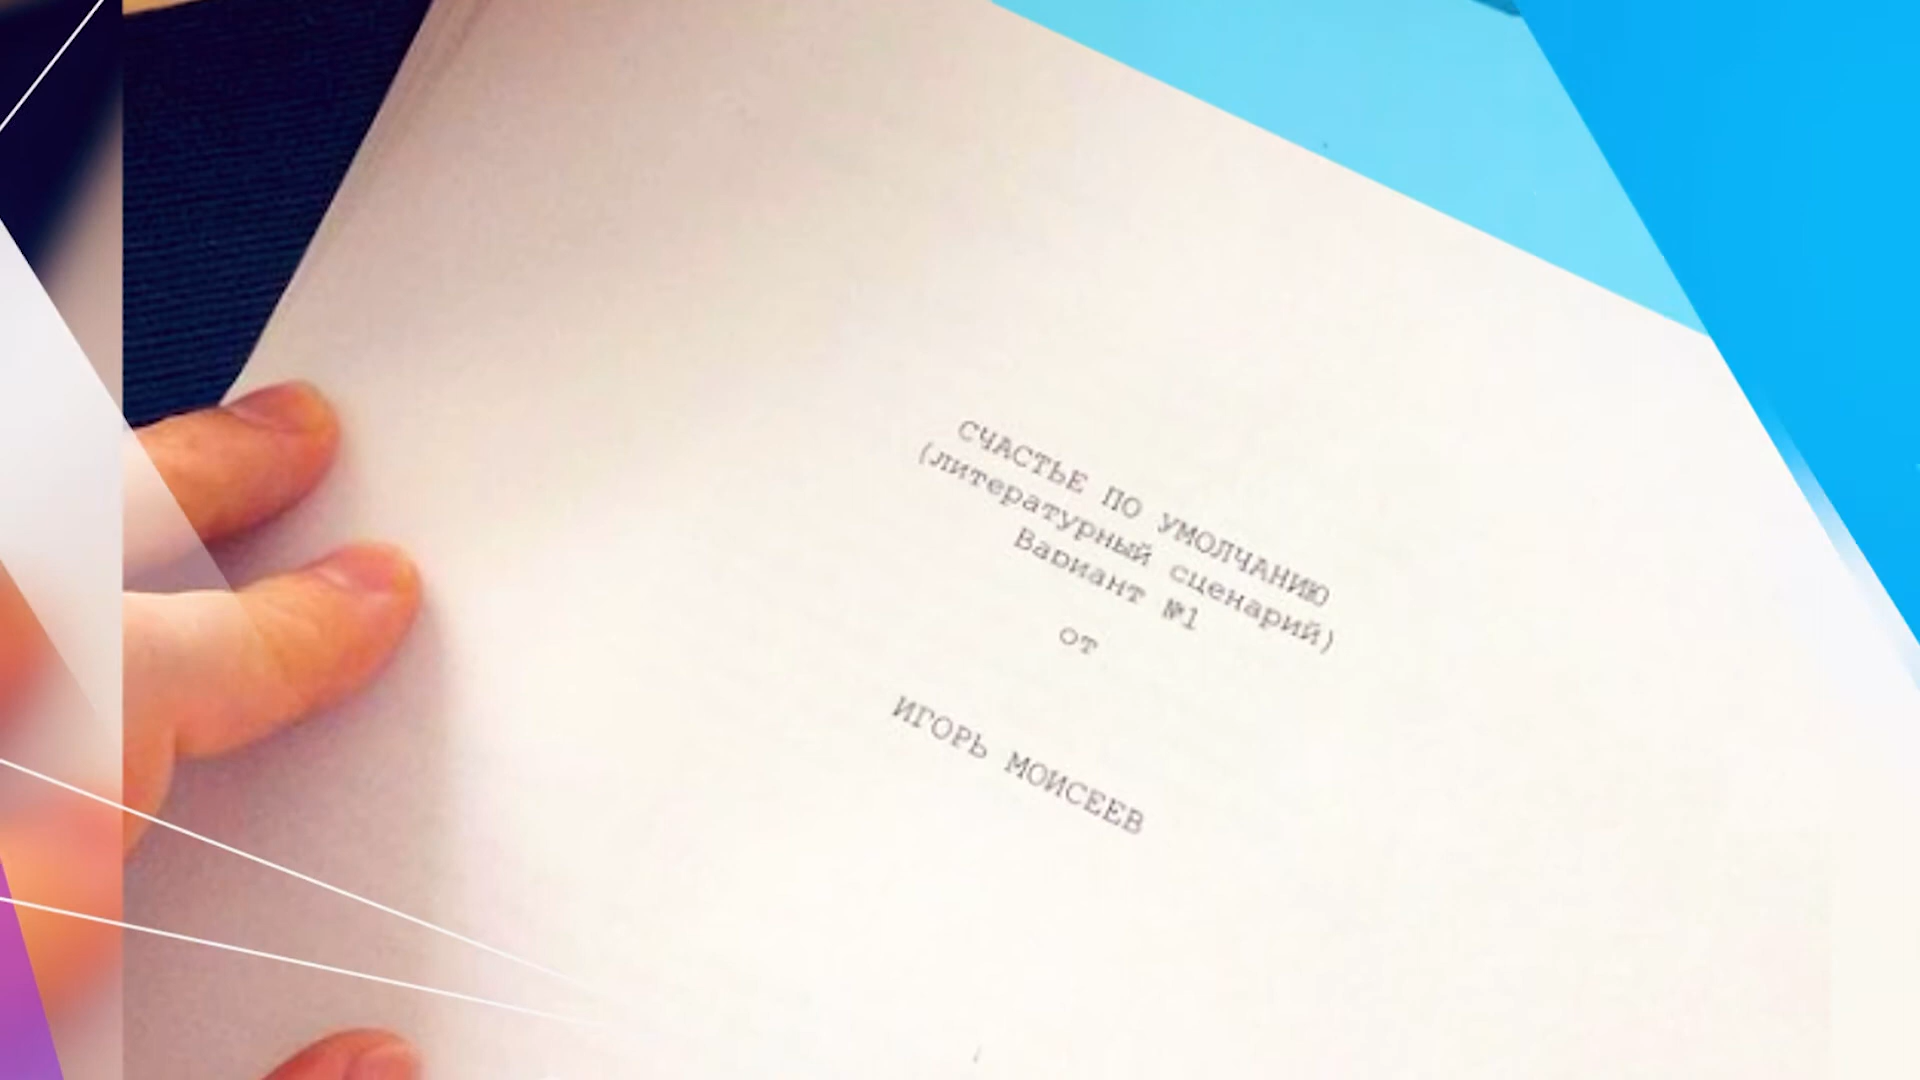 СЧАСТЬЕ ПО УМОЛЧАНИЮ
(литературный сценарий)
Вариант №1
от
ИГОРЬ МОИСЕЕВ